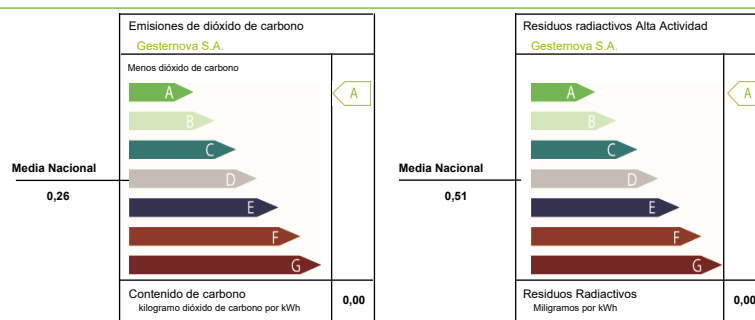 Emisiones de dióxido de carbono
Gesternova S.A.
Menos dióxido de carbono
A
A
B
C
Media Nacional
D
0,26
E
F
G
Contenido de carbono
kilogramo dióxido de carbono por kWh
0,00
Residuos radiactivos Alta Actividad
Gesternova S.A.
A
A
B
C
Media Nacional
D
0,51
E
F
G
Residuos Radiactivos
Miligramos por kWh
0,00